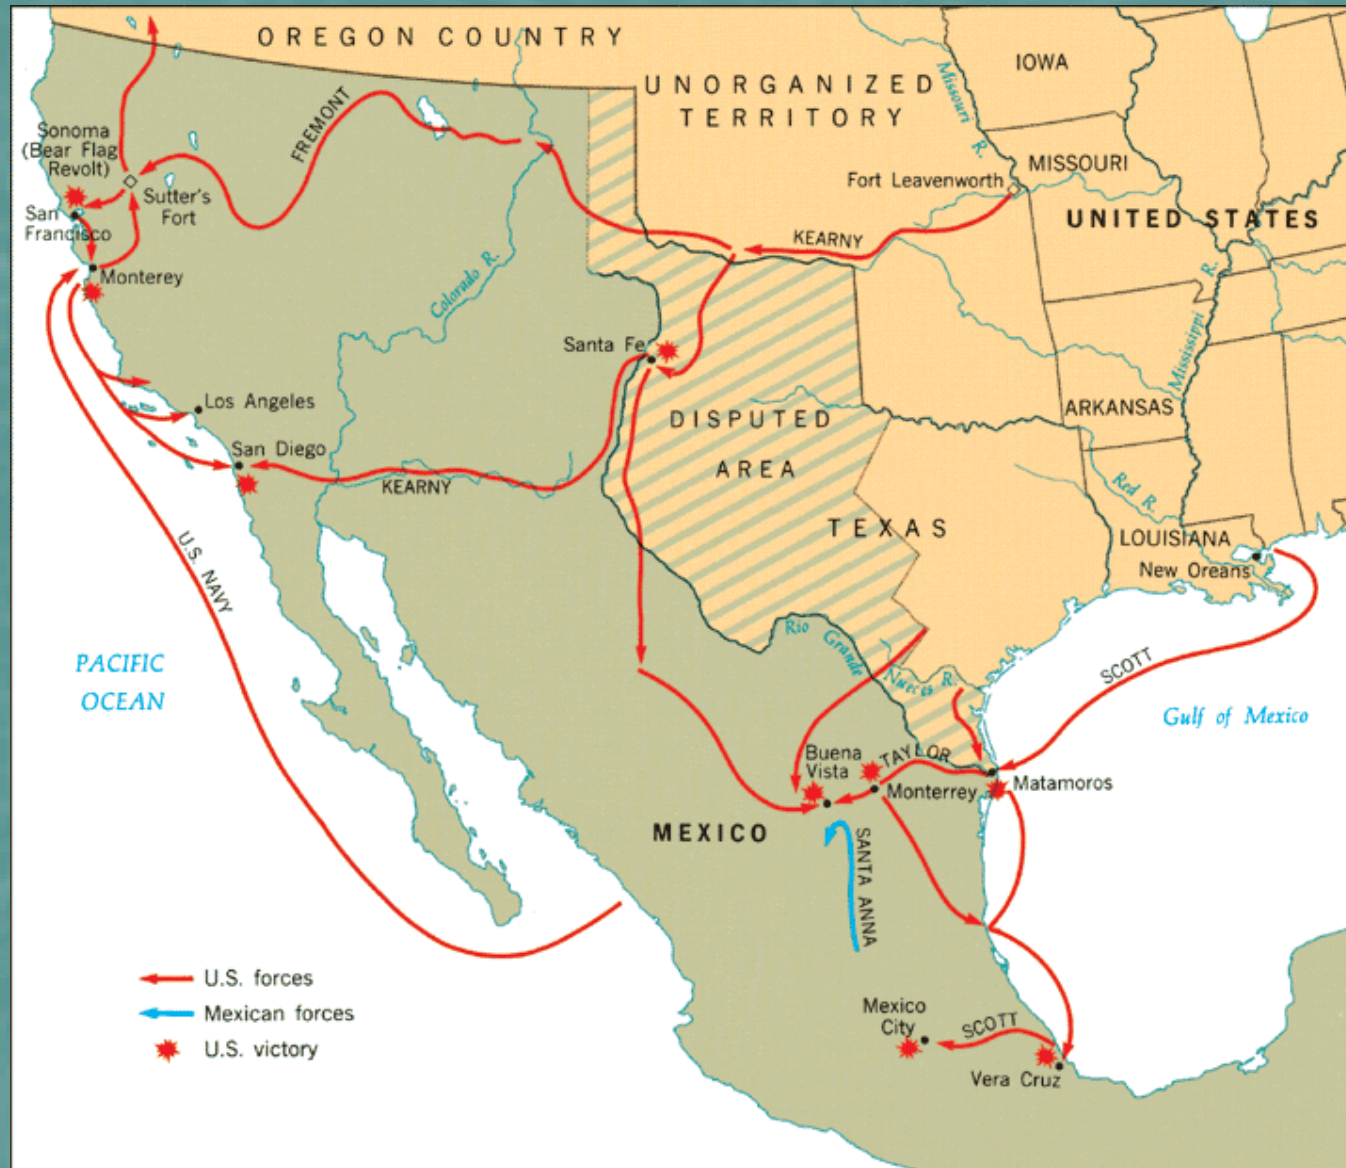 OREGON COUNTRY
UNORGANIZED
TERRITORY
Missouri R.
IOWA
MISSOURI
Fort Leavenworth
UNITED STATES
FREMONT
Sonoma
(Bear Flag
Revolt)
Sutter's
Fort
San
Francisco
Monterey
KEARNY
Colorado R.
Mississippi R.
Santa Fe
Los Angeles
San Diego
KEARNY
DISPUTED
AREA
ARKANSAS
Red R.
TEXAS
LOUISIANA
New Oreans
U.S. NAVY
PACIFIC
OCEAN
Rio Grande
Nueces R.
SCOTT
Gulf of Mexico
Buena
Vista
TAYLOR
Monterrey
Matamoros
MEXICO
SANTA ANNA
U.S. forces
Mexican forces
U.S. victory
Mexico
City
SCOTT
Vera Cruz